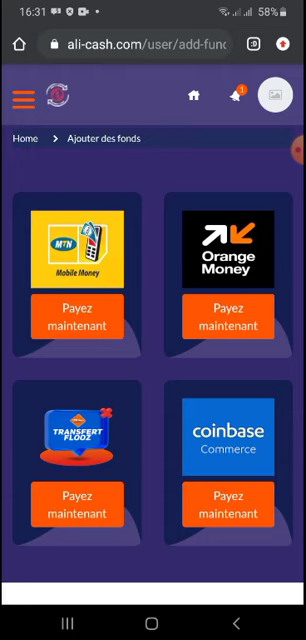 16:31
58%
ali-cash.com/user/add-func
:D
1
Home > Ajouter des fonds
MTN
Mobile Money
Payez
maintenant
Orange
Money
Payez
maintenant
TRANSFERT
FLOOZ
Payez
maintenant
coinbase
Commerce
Payez
maintenant